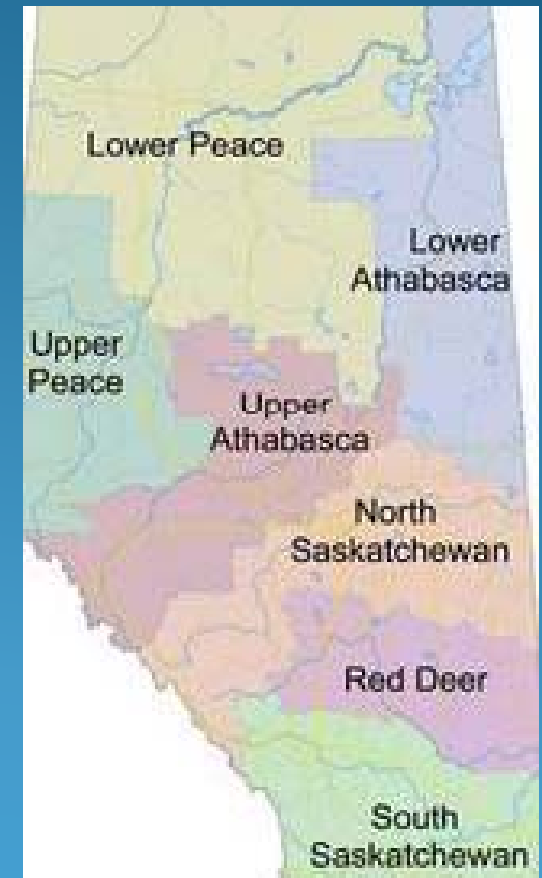 Lower Peace
Lower
Athabasca
Upper
Peace
Upper
Athabasca
North
Saskatchewan
Red Deer
South
Saskatchewan